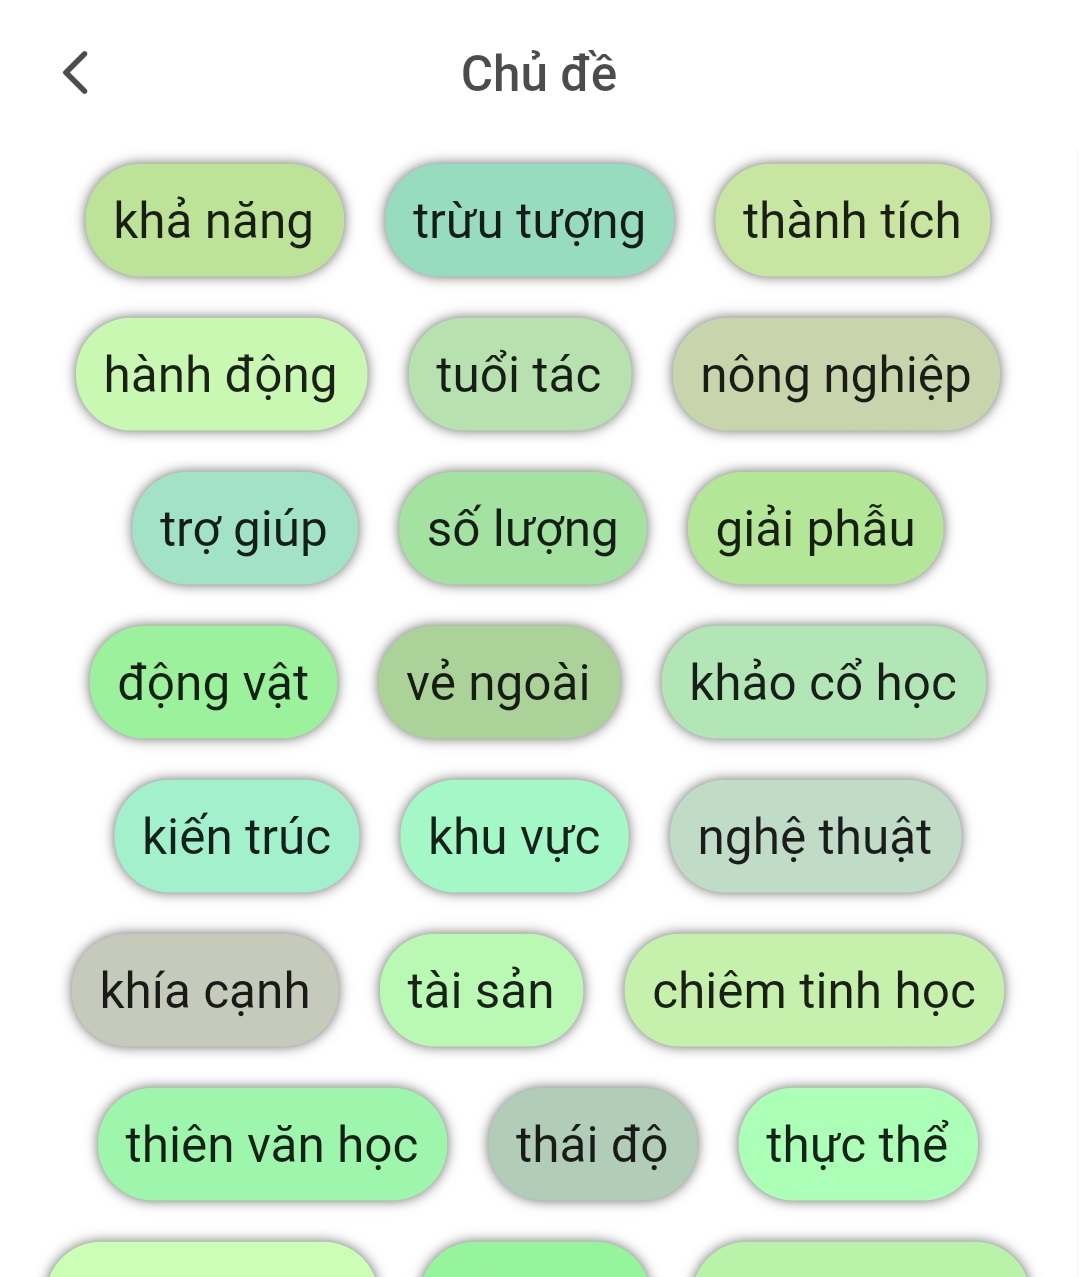 Chủ đề
khả năng trừu tượng thành tích
hành động tuổi tác nông nghiệp
trợ giúp số lượng giải phẫu
động vật vẻ ngoài khảo cổ học
kiến trúc khu vực nghệ thuật
khía cạnh tài sản chiêm tinh học
thiên văn học thái độ thực thể